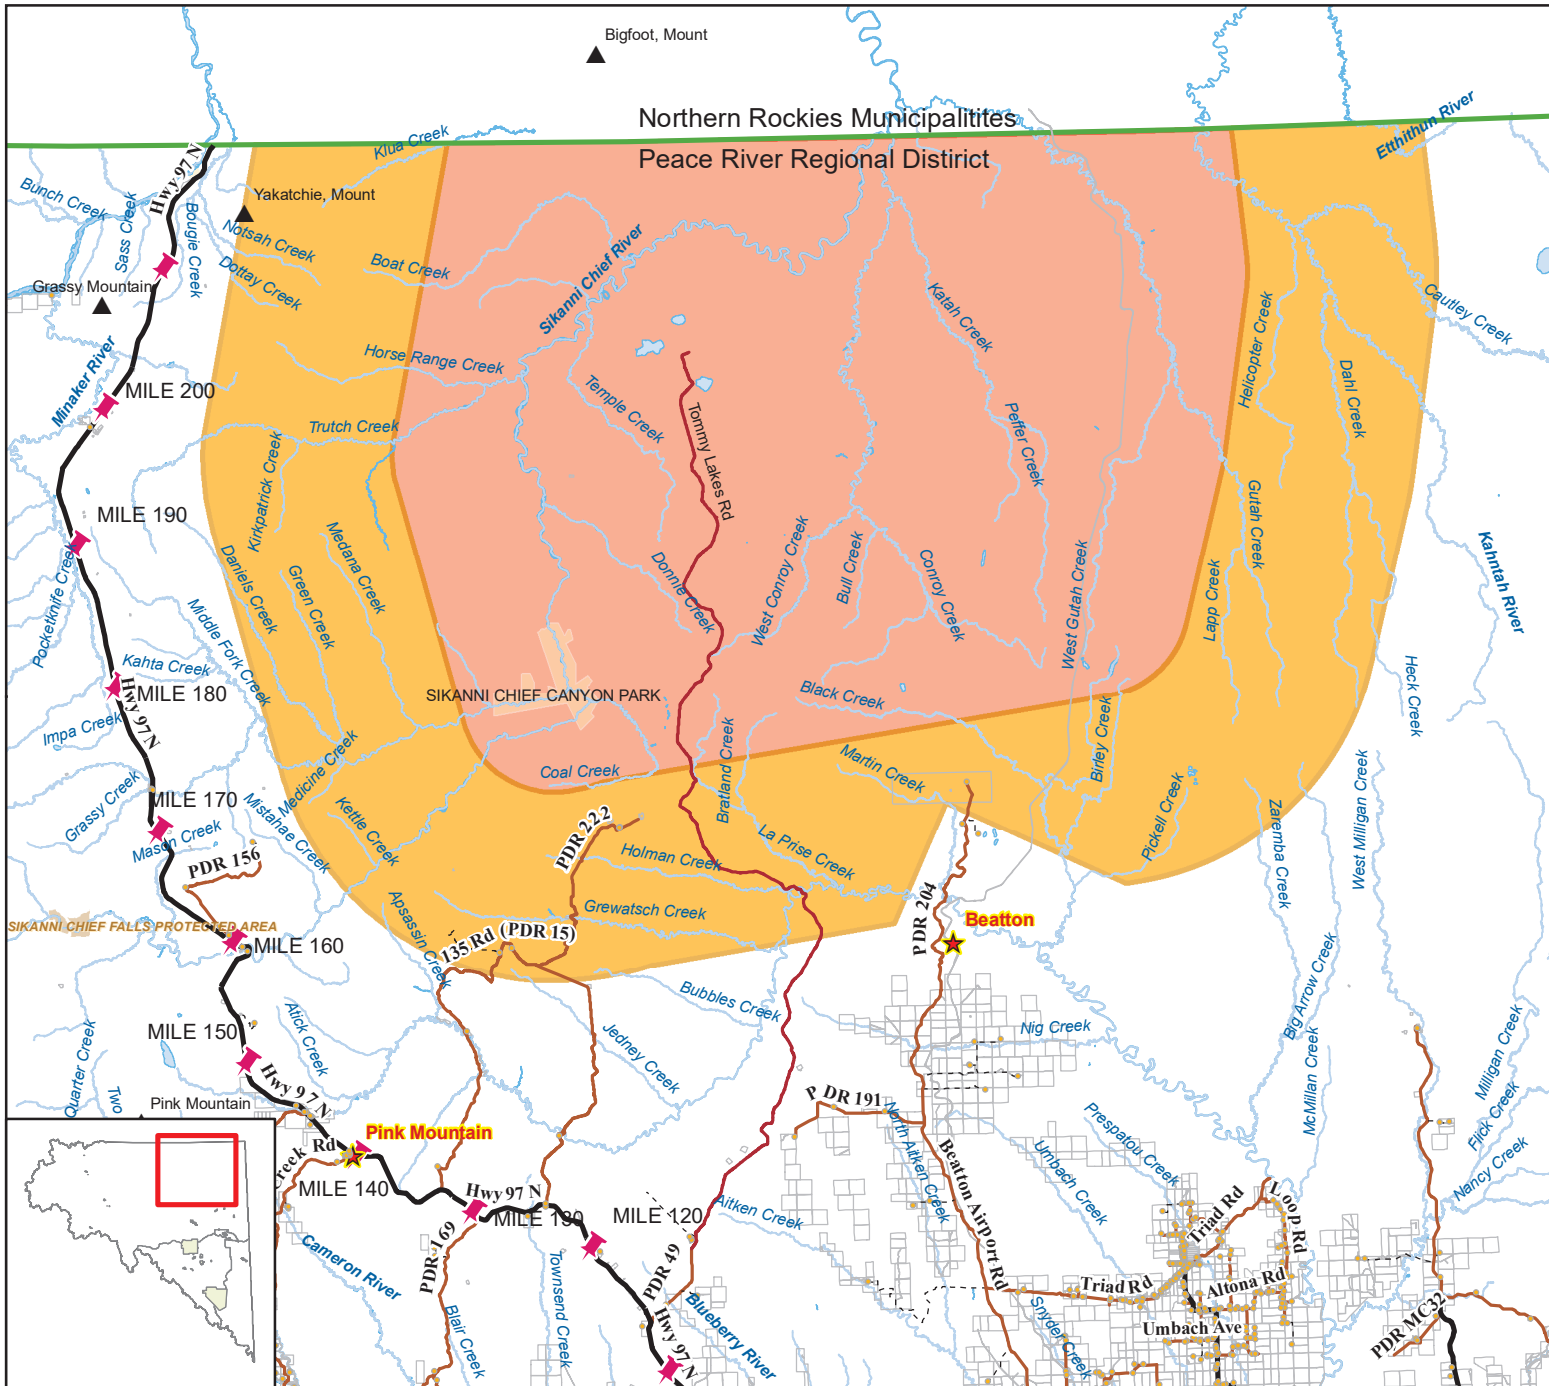 Bigfoot, Mount
Northern Rockies Municipalitites
Peace River Regional Distirict
Etthithun River
Klua Creek
Hwy 97 N
Yakatchie, Mount
Bunch Creek
Sass Creek
Bougie Creek
Notsah Creek
Dottay Creek
Boat Creek
Sikanni Chief River
Grassy Mountain
Katah Creek
Cautley Creek
Helicopter Creek
Minaker River
Horse Range Creek
Dahl Creek
MILE 200
Temple Creek
Tommy Lakes Rd
Peffer Creek
Trutch Creek
Kirkpatrick Creek
Gutah Creek
MILE 190
Medana Creek
West Conroy Creek
Bull Creek
Conroy Creek
West Gutah Creek
Kahntah River
Daniels Creek
Green Creek
Donnie Creek
Lapp Creek
Pocketknife Creek
Middle Fork Creek
Kahta Creek
Heck Creek
MILE 180
Hwy 97 N
SIKANNI CHIEF CANYON PARK
Black Creek
Impa Creek
Birley Creek
Bratland Creek
Medicine Creek
Martin Creek
Coal Creek
West Milligan Creek
Grassy Creek
MILE 170
Mistahae Creek
Kettle Creek
Pickell Creek
Zaremba Creek
Mason Creek
PDR 156
PDR 222
La Prise Creek
Holman Creek
Apsassin Creek
Grewatsch Creek
PDR 204
Beatton
SIKANNI CHIEF FALLS PROTECTED AREA
MILE 160
135 Rd (PDR 15)
Big Arrow Creek
Bubbles Creek
Atick Creek
MILE 150
Nig Creek
Jedney Creek
Quarter Creek
McMillan Creek
Milligan Creek
Hwy 97 N
Two
Pink Mountain
P DR 191
North Aitken Creek
Prespatou Creek
Flick Creek
Pink Mountain
Creek Rd
Umbach Creek
Beatton Airport Rd
Nancy Creek
MILE 140
Hwy 97 N
MILE 130
MILE 120
Aitken Creek
Triad Rd
Loop Rd
Cameron River
PDR 169
PDR 49
Townsend Creek
Triad Rd
Altona Rd
Blair Creek
Blueberry River
Hwy 97 N
Snyder Creek
Umbach Ave
PDR MC32